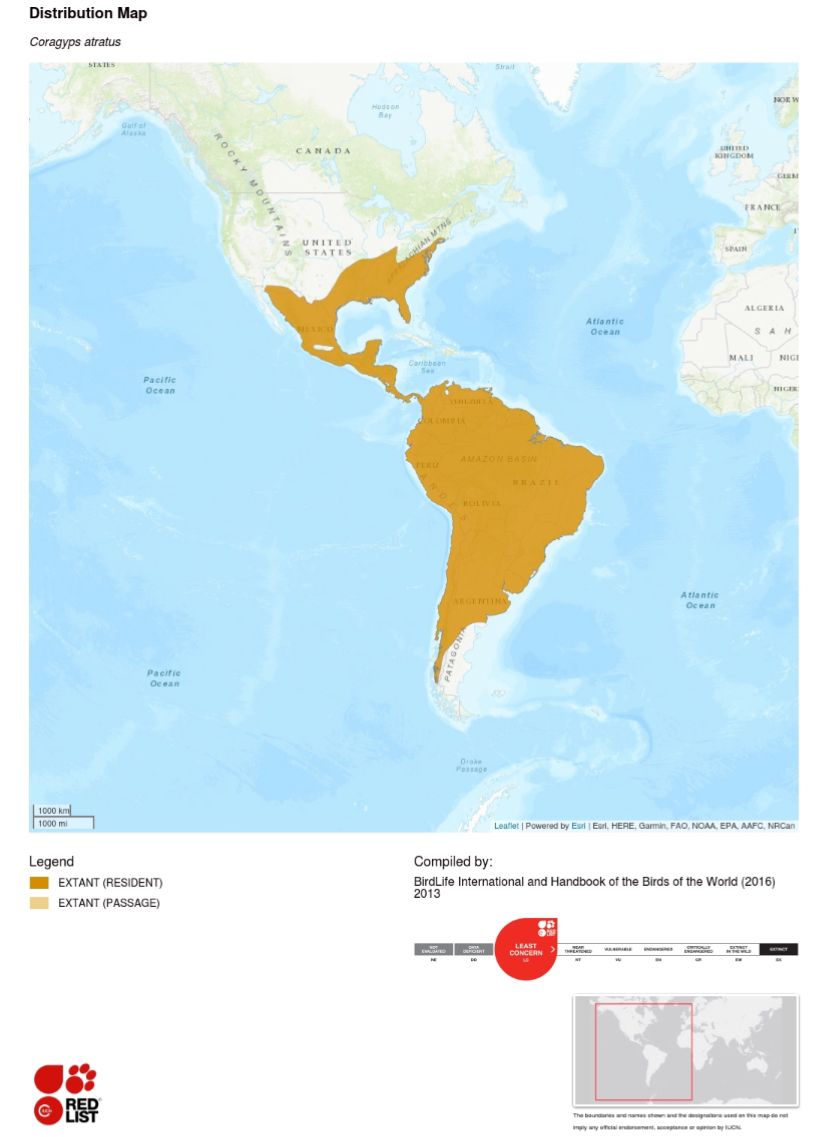 Distribution Map
Coragyps atratus
STATES
Strait
Gulf of
Alaska
Hudson
Bay
NORW
CANADA
UNITED
KINGDOM
GERM
ROCKY MOUNTAINS
FRANCE
APPALACHIAN MTNS
UNITED
STATES
SPAIN
ALGERIA
Atlantic
Ocean
SAH
MEXICO
MALI
NIGE
Caribbean
Sea
Pacific
Ocean
NIGER
VENEZUELA
COLOMBIA
AMAZON BASIN
PERU
BRAZIL
ANDES
BOLIVIA
ARGENTINA
Atlantic
Ocean
PATAGONIA
Pacific
Ocean
Drake
Passage
1000 km
1000 mi
Leaflet | Powered by Esri | Esri, HERE, Garmin, FAO, NOAA, EPA, AAFC, NRCan
Legend
EXTANT (RESIDENT)
EXTANT (PASSAGE)
Compiled by:
BirdLife International and Handbook of the Birds of the World (2016)
2013
NOT
EVALUATED
NE
DATA
DEFICIENT
DD
LEAST
CONCERN
LC
NEAR
THREATENED
NT
VULNERABLE
VU
ENDANGERED
EN
CRITICALLY
ENDANGERED
CR
EXTINCT
IN THE WILD
EW
EXTINCT
EX
IUCN
RED
LIST
The boundaries and names shown and the designations used on this map do not
imply any official endorsement, acceptance or opinion by IUCN.